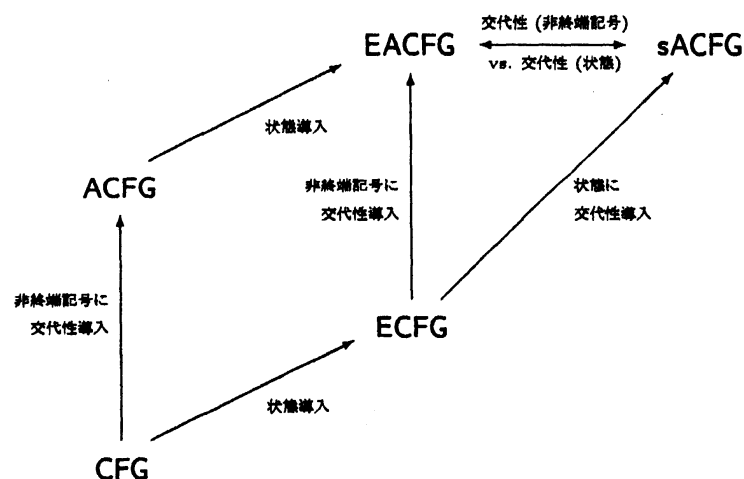 交代性 (非終端記号)
EACFG
sACFG
vs. 交代性 (状態)
状態導入
ACFG
非終端記号に
交代性導入
状態に
交代性導入
非終端記号に
交代性導入
ECFG
状態導入
CFG